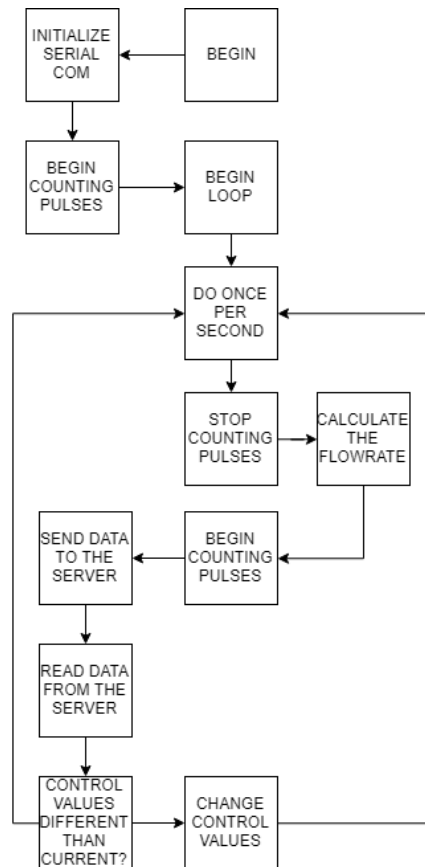 INITIALIZE
SERIAL
COM
BEGIN
BEGIN
COUNTING
PULSES
BEGIN
LOOP
DO ONCE
PER
SECOND
STOP
COUNTING
PULSES
CALCULATE
THE
FLOWRATE
BEGIN
COUNTING
PULSES
SEND DATA
TO THE
SERVER
READ DATA
FROM THE
SERVER
CONTROL
VALUES
DIFFERENT
THAN
CURRENT?
CHANGE
CONTROL
VALUES